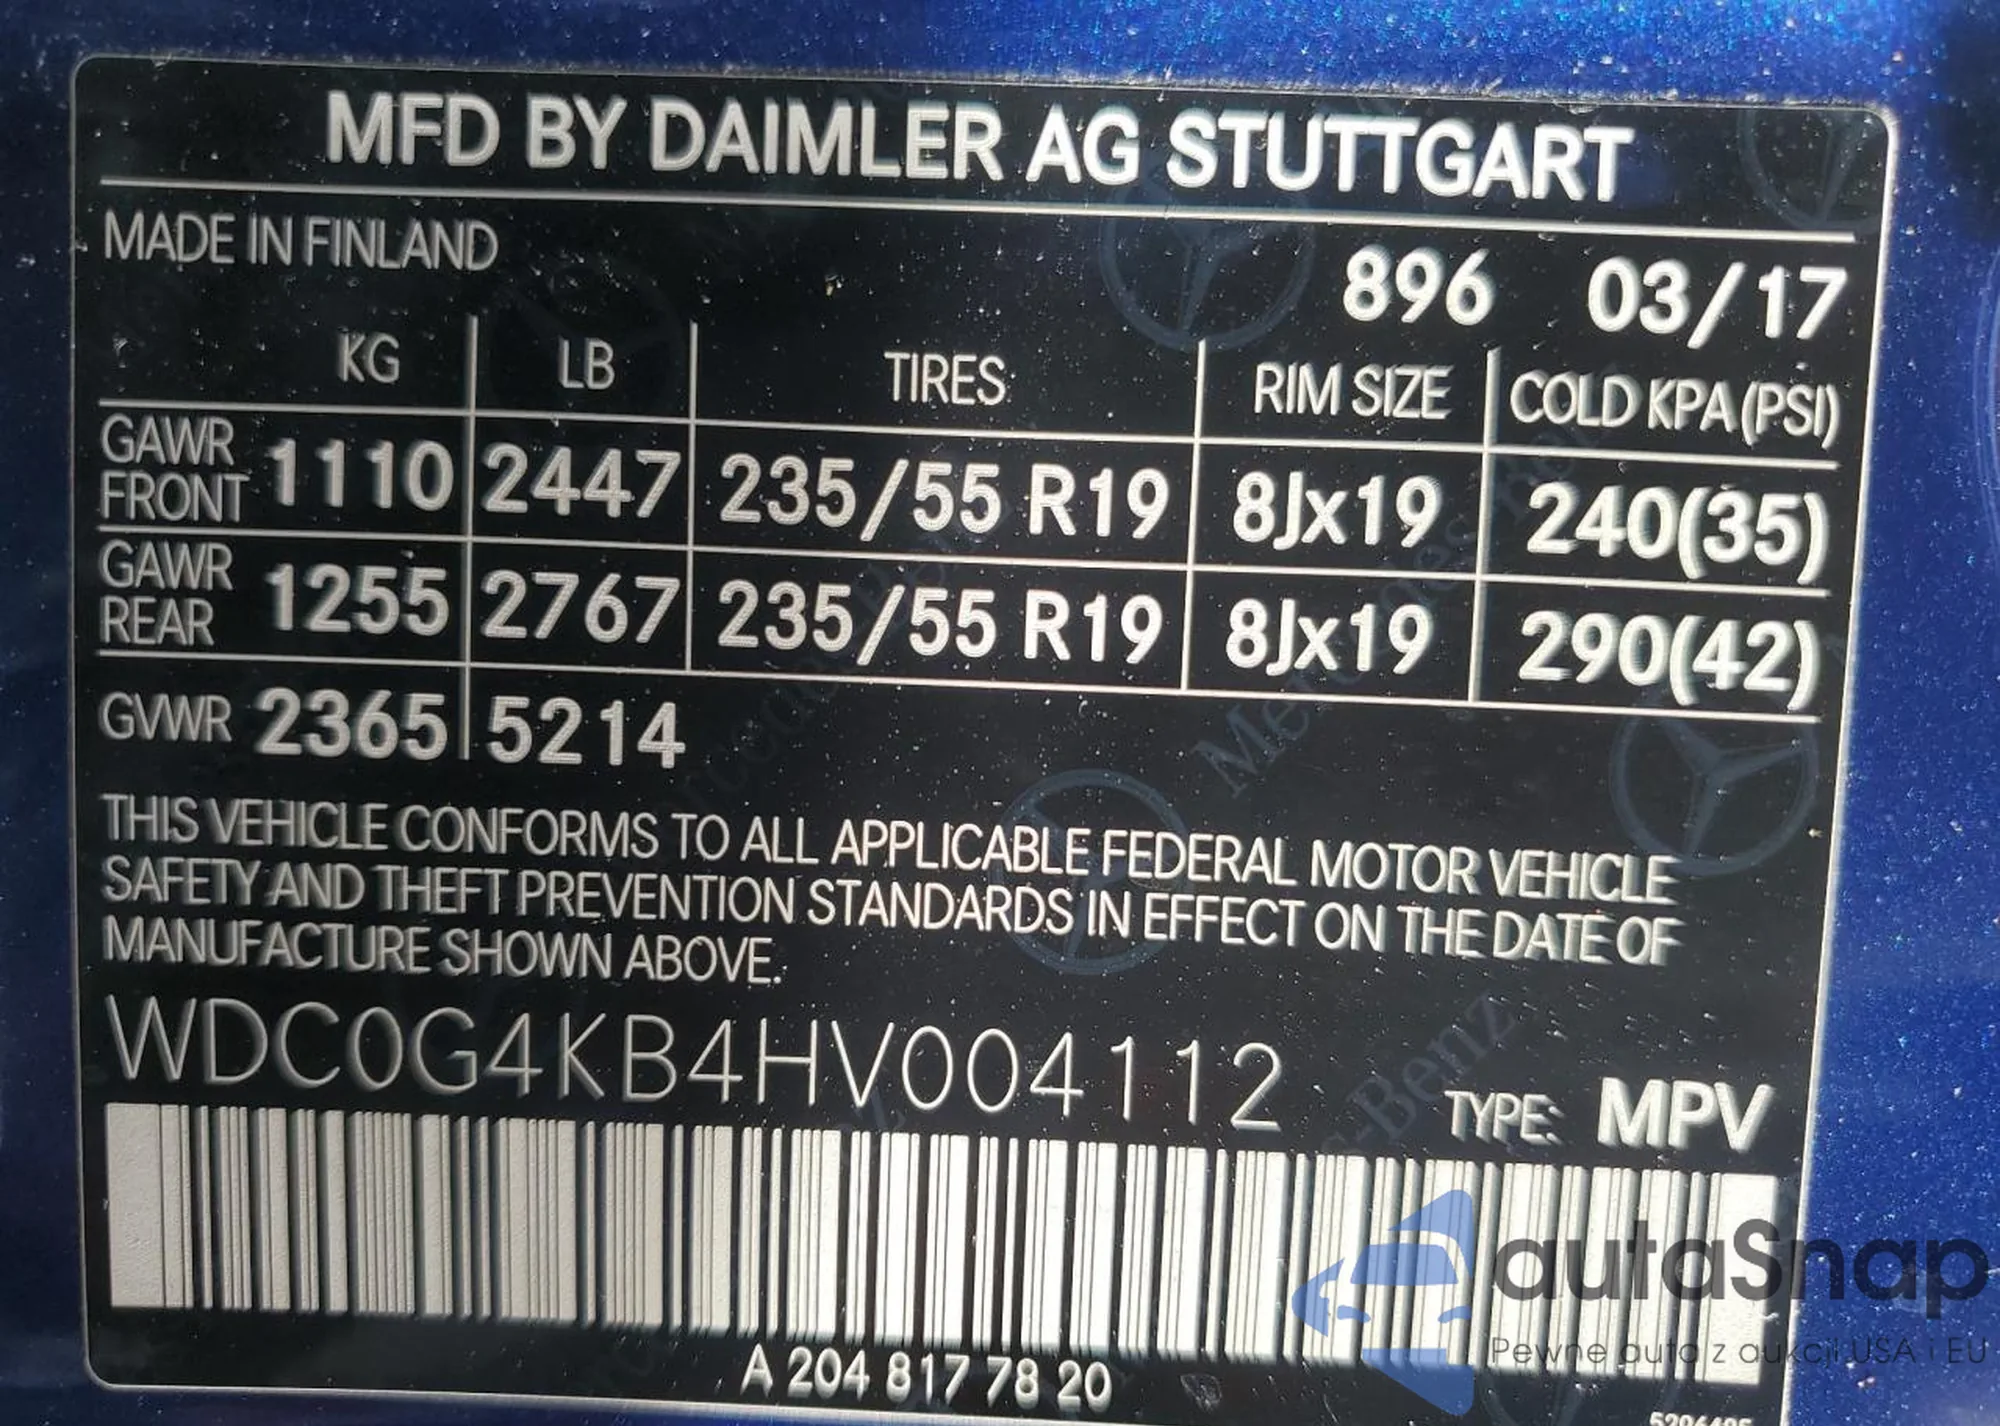 MFD BY DAIMLER AG STUTTGART
MADE IN FINLAND
896 03/17
KG LB TIRES RIM SIZE COLD KPA(PSI)
GAWR FRONT 1110 2447 235/55 R19 8Jx19 240(35)
GAWR REAR 1255 2767 235/55 R19 8Jx19 290(42)
GVWR 2365 5214
THIS VEHICLE CONFORMS TO ALL APPLICABLE FEDERAL MOTOR VEHICLE
SAFETY AND THEFT PREVENTION STANDARDS IN EFFECT ON THE DATE OF
MANUFACTURE SHOWN ABOVE.
WDC0G4KB4HV004112
TYPE: MPV
A 204 817 78 20
autaSnap
Pewne auto z aukcji USA i EU